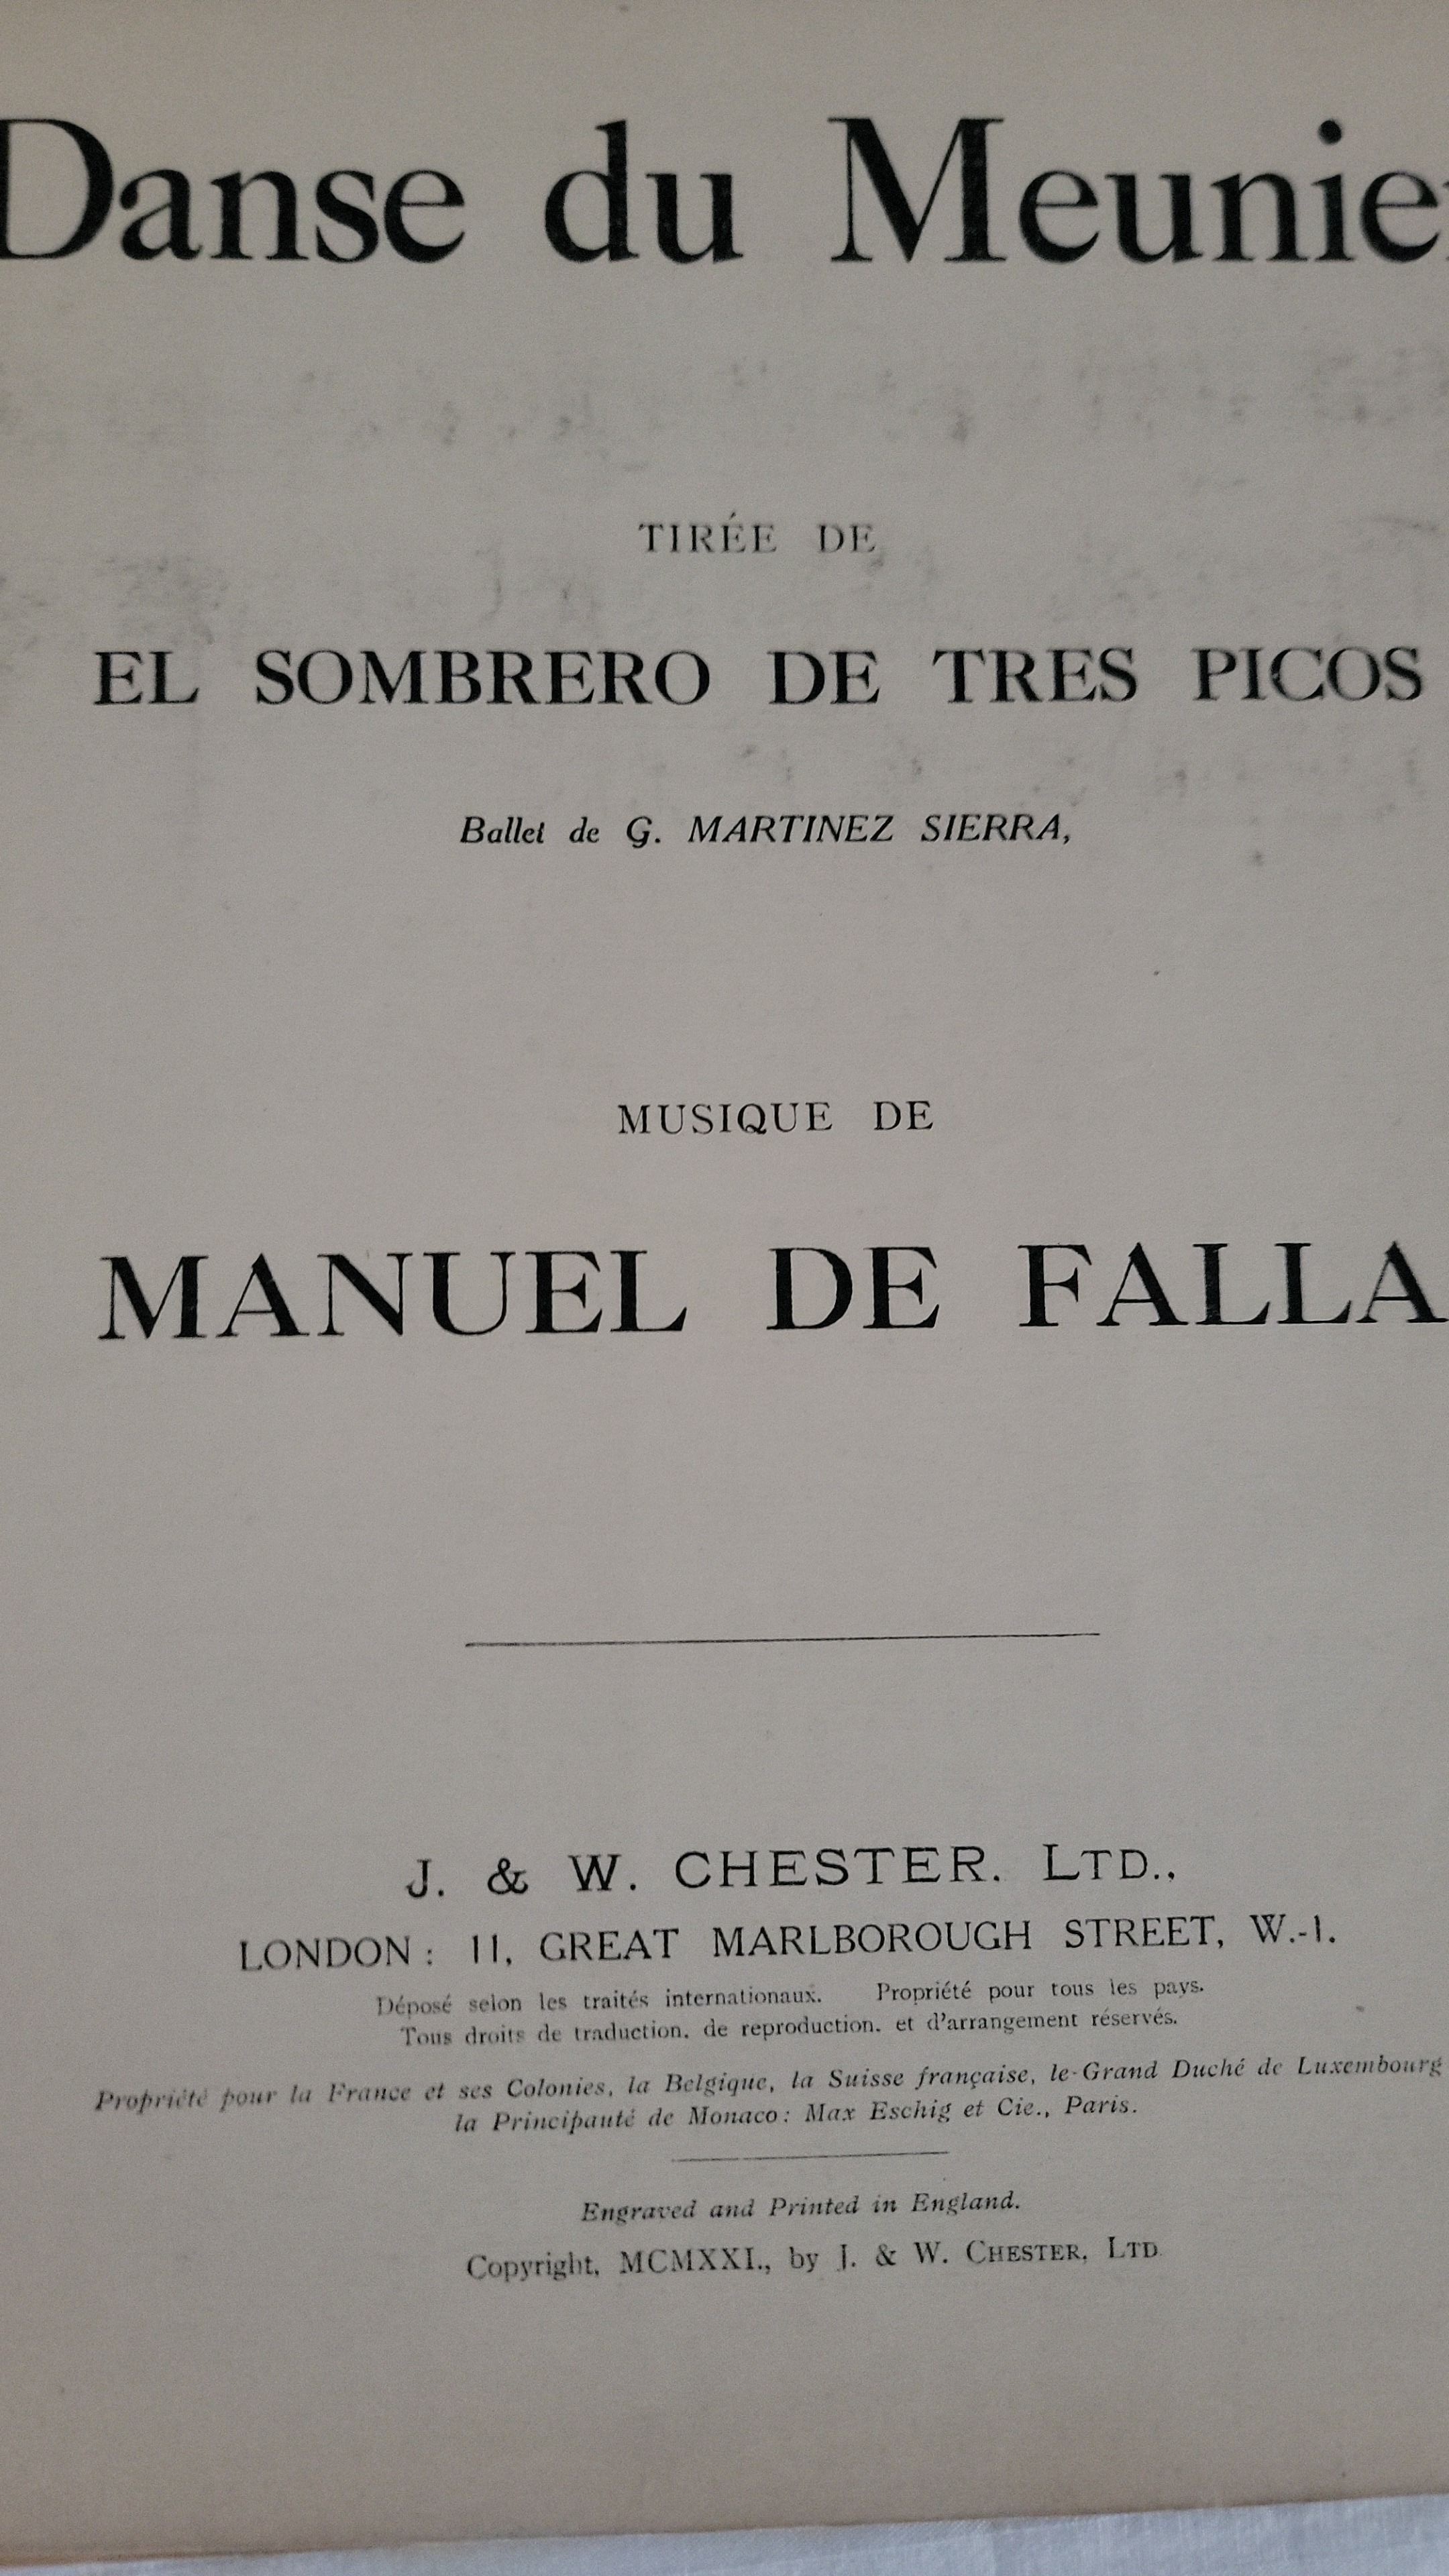 Danse du Meunier
TIRÉE DE
EL SOMBRERO DE TRES PICOS
Ballet de G. MARTINEZ SIERRA,
MUSIQUE DE
MANUEL DE FALLA
J. & W. CHESTER. LTD.,
LONDON: 11, GREAT MARLBOROUGH STREET, W.-1.
Déposé selon les traités internationaux. Propriété pour tous les pays.
Tous droits de traduction. de reproduction. et d'arrangement réservés.
Propriété pour la France et ses Colonies, la Belgique, la Suisse française, le-Grand Duché de Luxembourg
la Principauté de Monaco: Max Eschig et Cie., Paris.
Engraved and Printed in England.
Copyright, MCMXXI., by J. & W. CHESTER, LTD